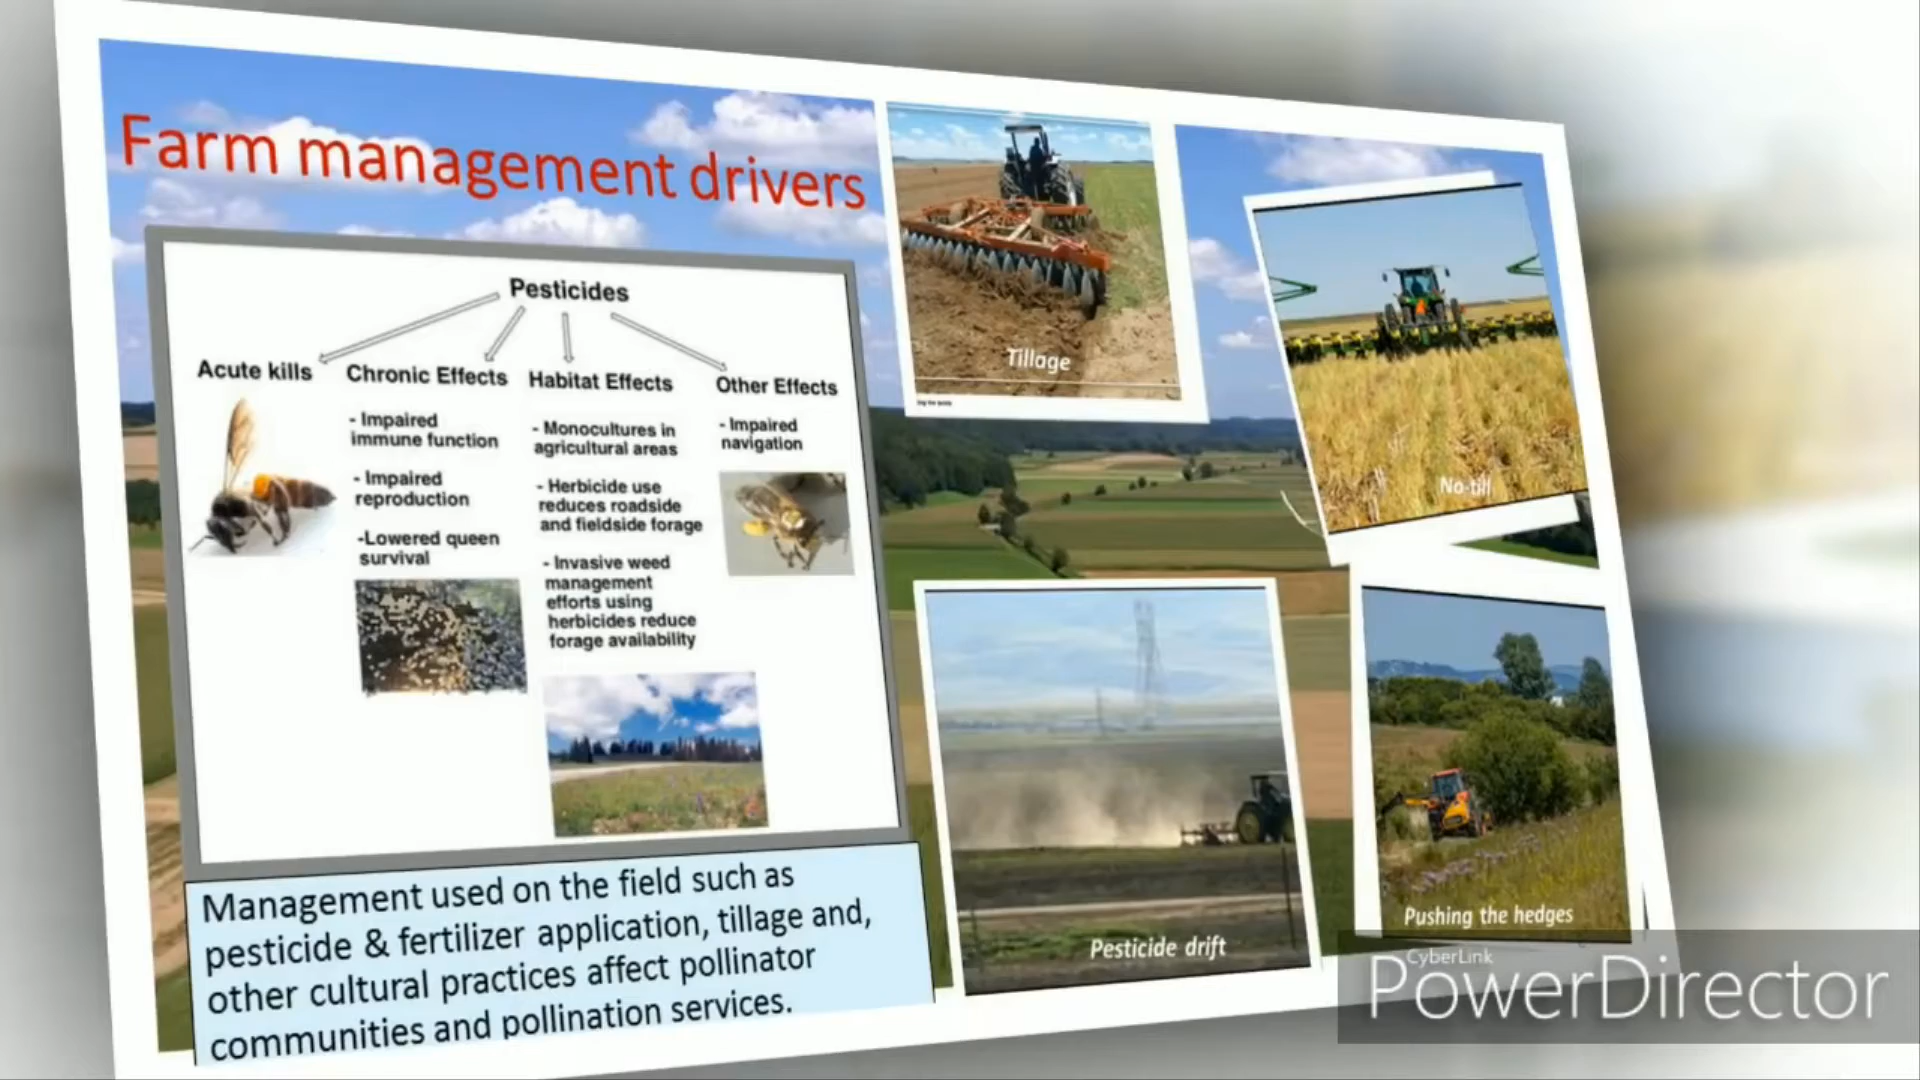 Farm management drivers
Pesticides
Acute kills
Chronic Effects
- Impaired
immune function
- Impaired
reproduction
-Lowered queen
survival
Habitat Effects
- Monocultures in
agricultural areas
- Herbicide use
reduces roadside
and fieldside forage
- Invasive weed
management
efforts using
herbicides reduce
forage availability
Other Effects
- Impaired
navigation
Management used on the field such as
pesticide & fertilizer application, tillage and,
other cultural practices affect pollinator
communities and pollination services.
Tillage
No-till
Pesticide drift
Pushing the hedges
CyberLink
PowerDirector